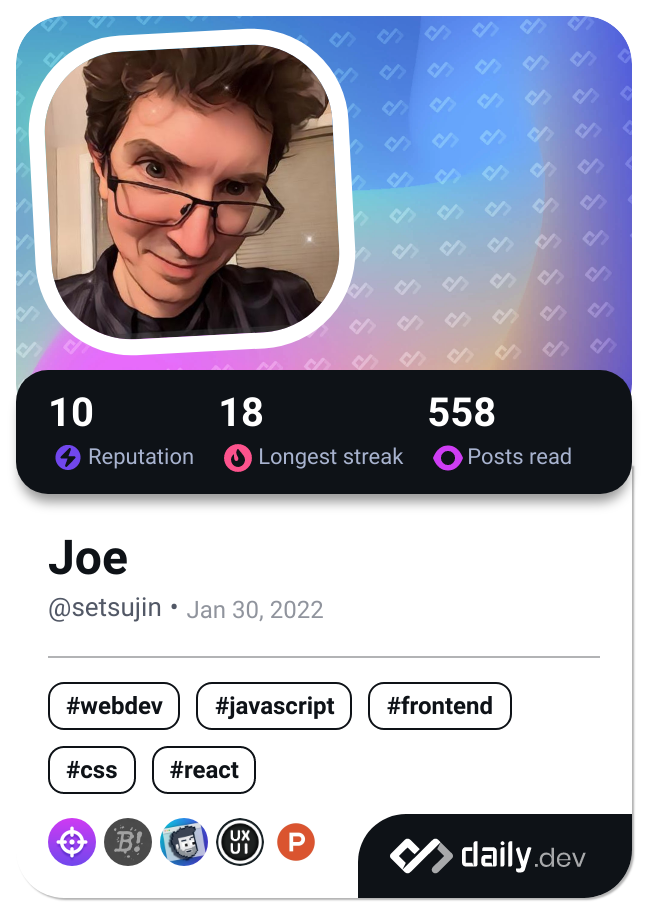 10 18 558
Reputation Longest streak Posts read
Joe
@setsujin • Jan 30, 2022
#webdev #javascript #frontend
#css #react
B! UX UI P
daily.dev